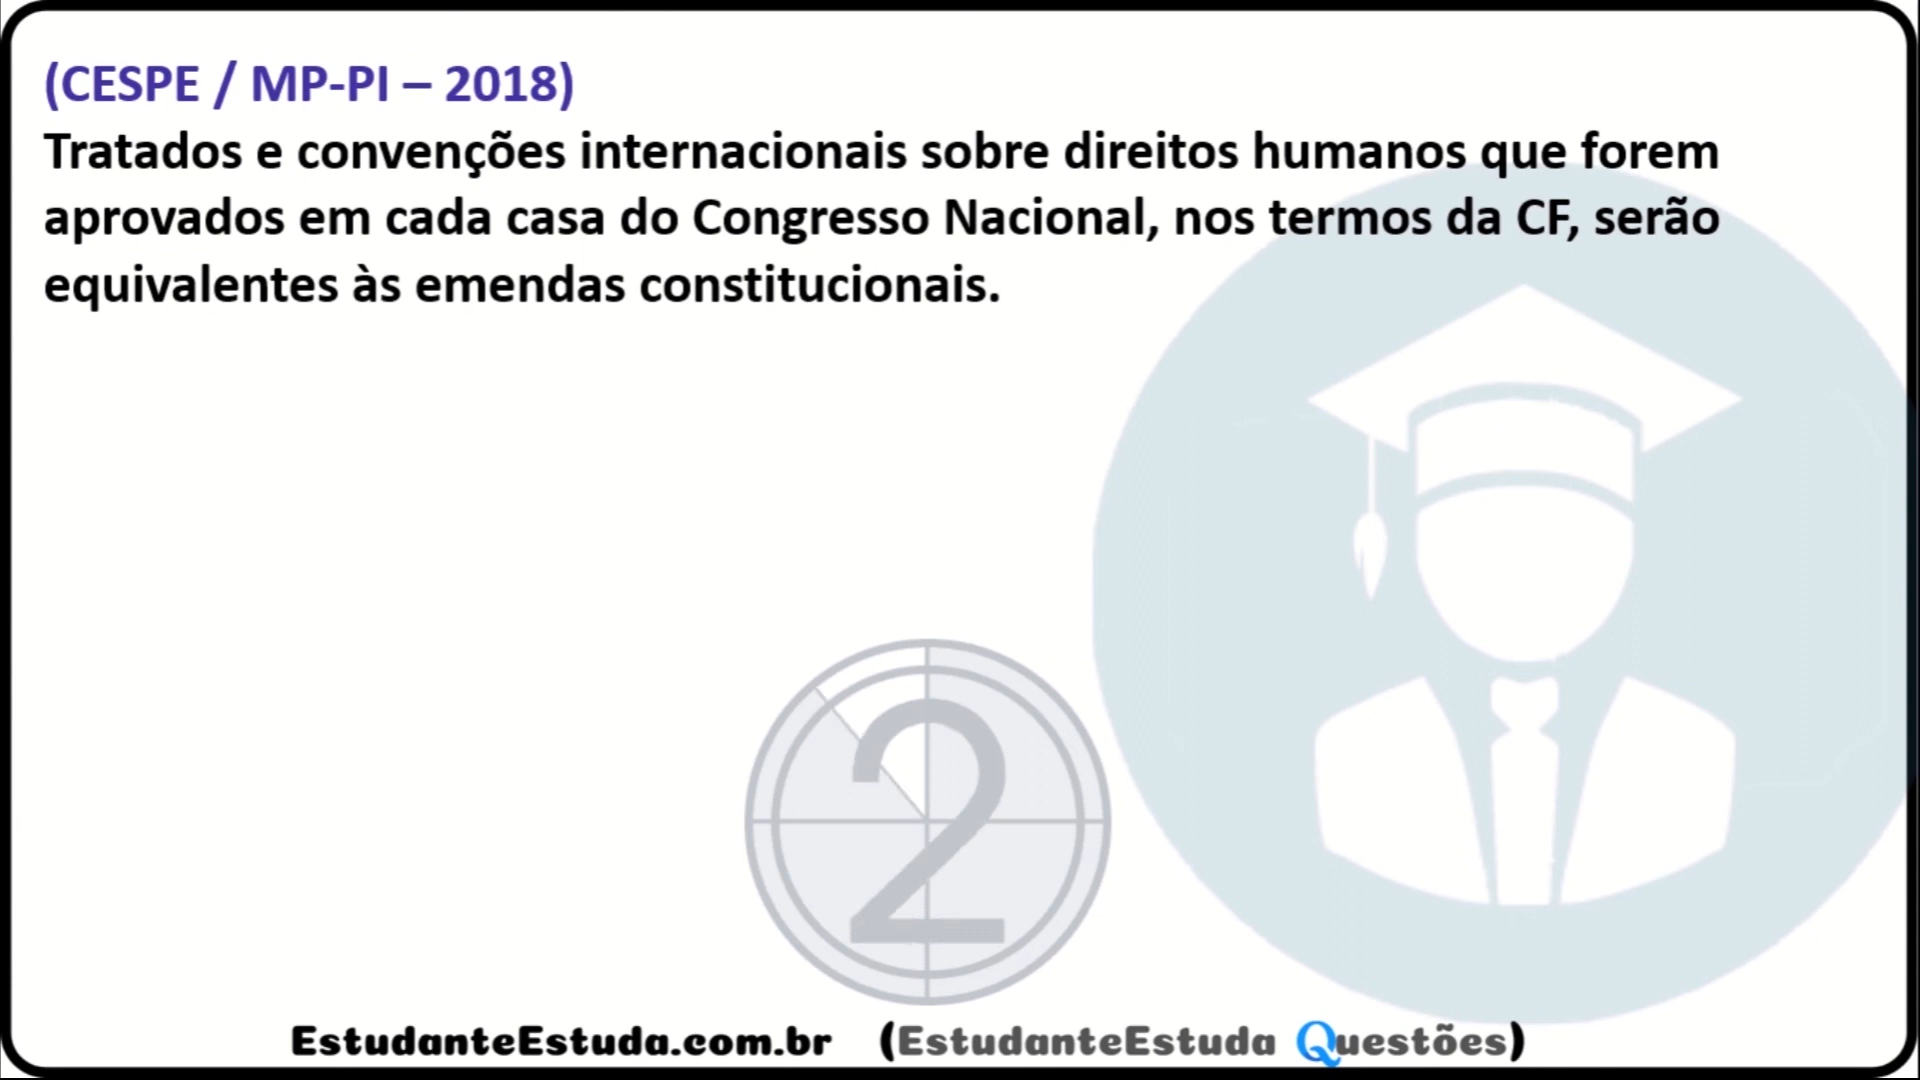 (CESPE / MP-PI – 2018)
Tratados e convenções internacionais sobre direitos humanos que forem
aprovados em cada casa do Congresso Nacional, nos termos da CF, serão
equivalentes às emendas constitucionais.
2
EstudanteEstuda.com.br (EstudanteEstuda Questões)